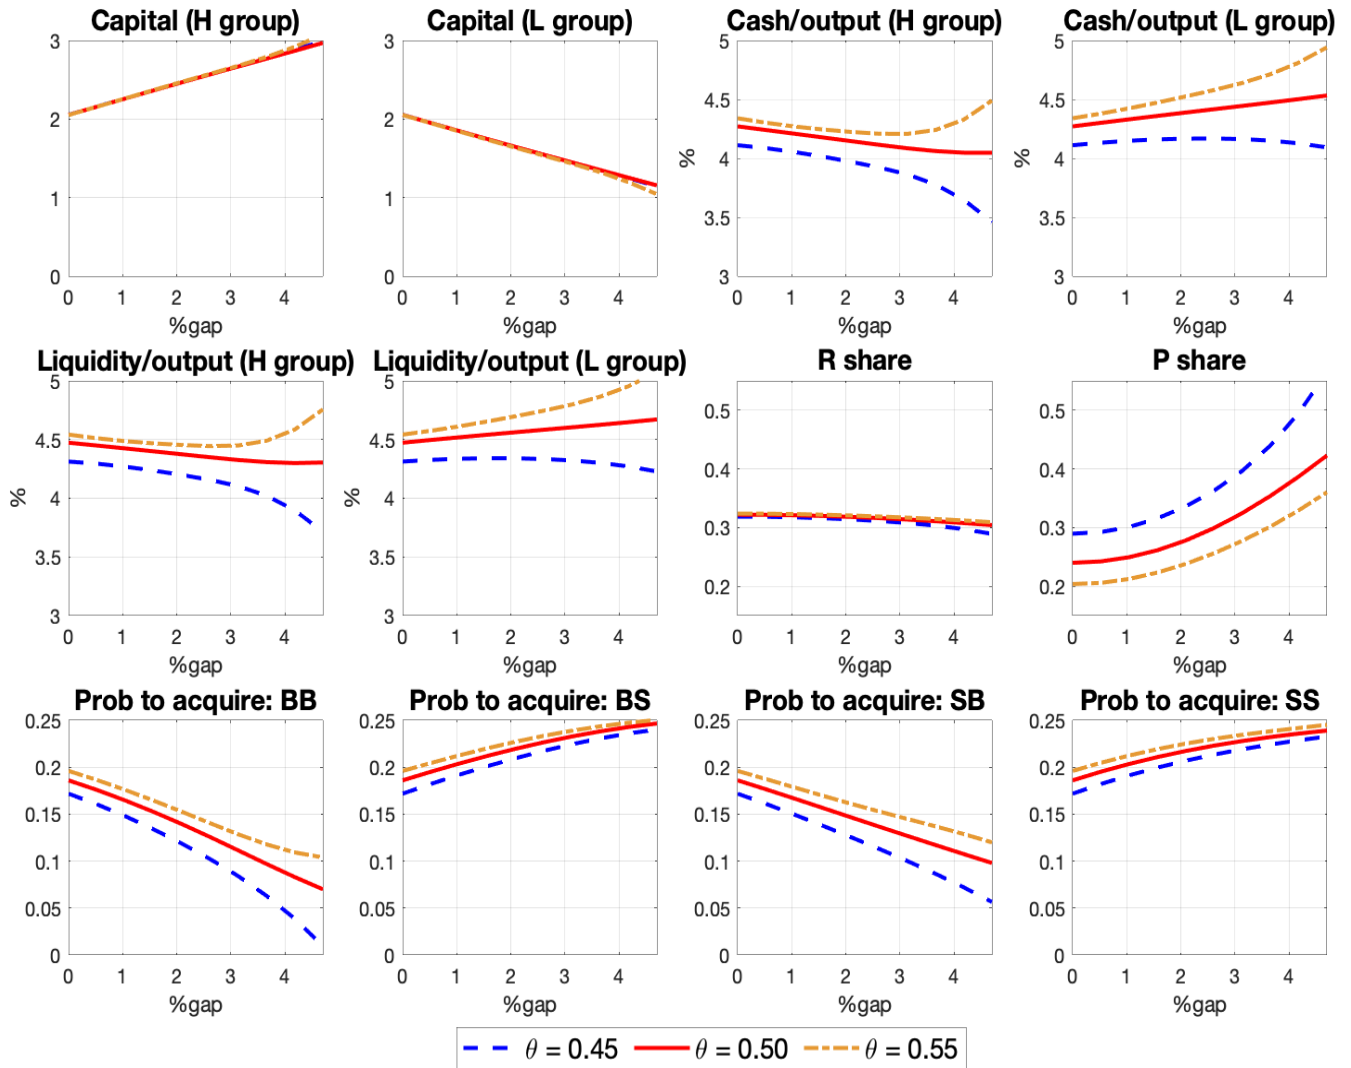 Capital (H group) Capital (L group) Cash/output (H group) Cash/output (L group)
3 3 5 5
4.5 4.5
2 2
% 4 % 4
1 1
3.5 3.5
0 0 3 3
0 1 2 3 4 0 1 2 3 4 0 1 2 3 4 0 1 2 3 4
%gap %gap %gap %gap
Liquidity/output (H group) Liquidity/output (L group) R share P share
5 5
0.5 0.5
4.5 4.5
0.4 0.4
% 4 % 4
0.3 0.3
3.5 3.5
0.2 0.2
3 3
0 1 2 3 4 0 1 2 3 4 0 1 2 3 4 0 1 2 3 4
%gap %gap %gap %gap
Prob to acquire: BB Prob to acquire: BS Prob to acquire: SB Prob to acquire: SS
0.25 0.25 0.25 0.25
0.2 0.2 0.2 0.2
0.15 0.15 0.15 0.15
0.1 0.1 0.1 0.1
0.05 0.05 0.05 0.05
0 0 0 0
0 1 2 3 4 0 1 2 3 4 0 1 2 3 4 0 1 2 3 4
%gap %gap %gap %gap
θ = 0.45 θ = 0.50 θ = 0.55